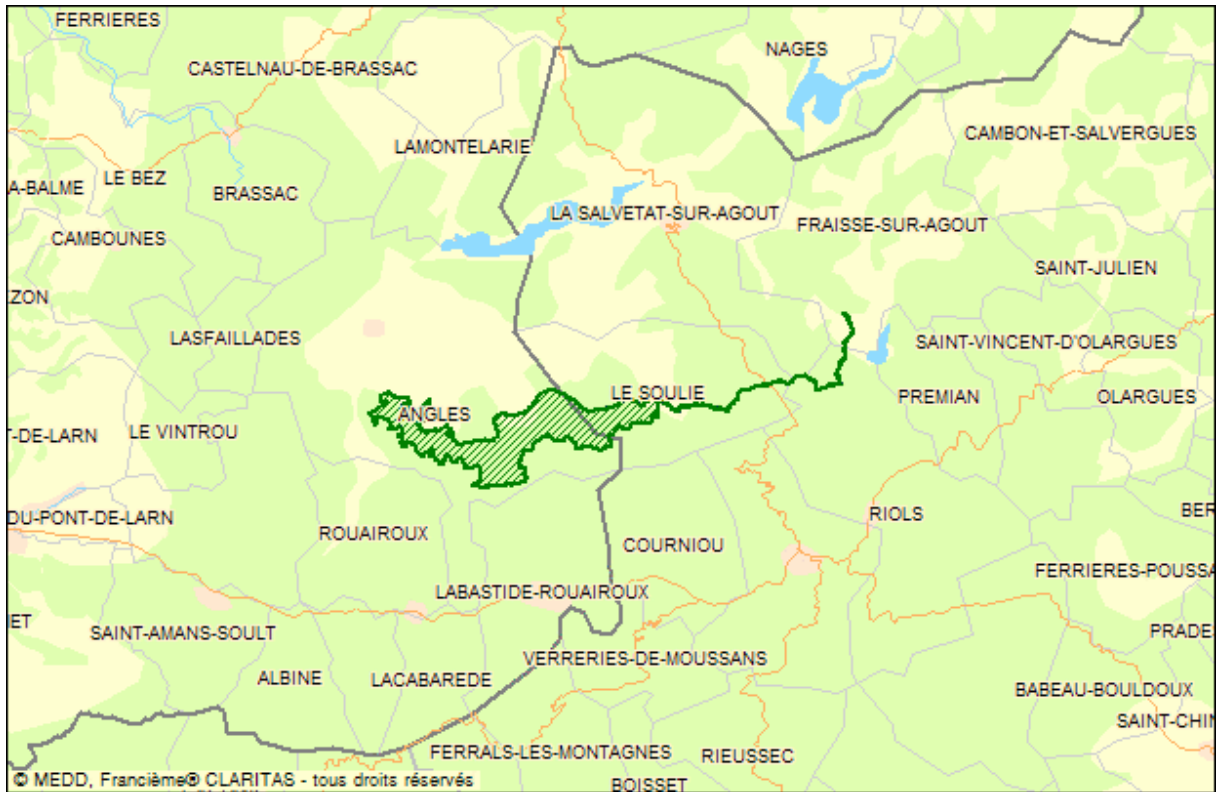 FERRIERES
NAGES
CASTELNAU-DE-BRASSAC
CAMBON-ET-SALVERGUES
LAMONTELARIE
A-BALME
LE BEZ
BRASSAC
LA SALVETAT-SUR-AGOUT
FRAISSE-SUR-AGOUT
CAMBOUNES
SAINT-JULIEN
ZON
LASFAILLADES
SAINT-VINCENT-D'OLARGUES
LE SOULIE
PREMIAN
OLARGUES
ANGLES
T-DE-LARN
LE VINTROU
DU-PONT-DE-LARN
RIOLS
BER
ROUAIROUX
COURNIOU
FERRIERES-POUSSA
LABASTIDE-ROUAIROUX
ET
SAINT-AMANS-SOULT
PRADE
VERRERIES-DE-MOUSSANS
ALBINE
LACABAREDE
BABEAU-BOULDOUX
SAINT-CHIN
FERRALS-LES-MONTAGNES
RIEUSSEC
© MEDD, Francième® CLARITAS - tous droits réservés
BOISSET